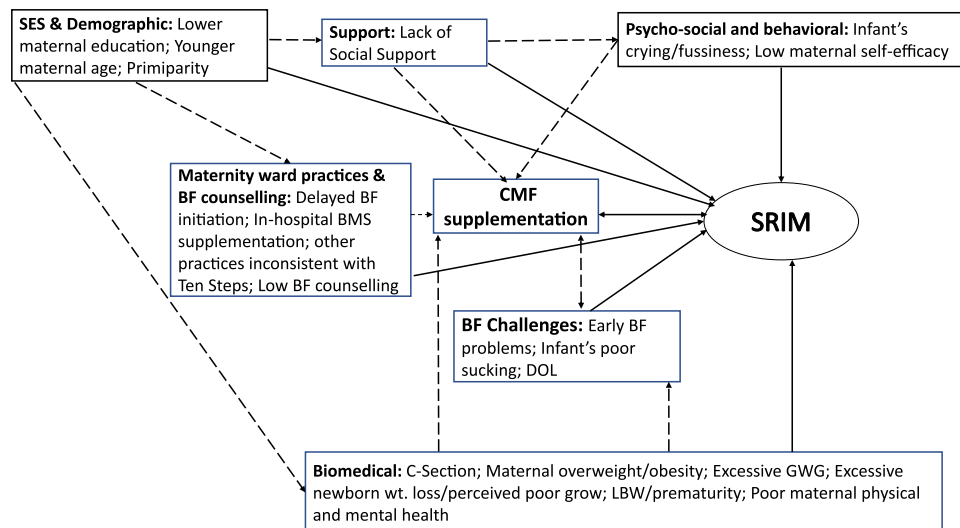 SES & Demographic: Lower
maternal education; Younger
maternal age; Primiparity
Support: Lack of
Social Support
Psycho-social and behavioral: Infant’s
crying/fussiness; Low maternal self-efficacy
Maternity ward practices &
BF counselling: Delayed BF
initiation; In-hospital BMS
supplementation; other
practices inconsistent with
Ten Steps; Low BF counselling
CMF
supplementation
SRIM
BF Challenges: Early BF
problems; Infant’s poor
sucking; DOL
Biomedical: C-Section; Maternal overweight/obesity; Excessive GWG; Excessive
newborn wt. loss/perceived poor grow; LBW/prematurity; Poor maternal physical
and mental health